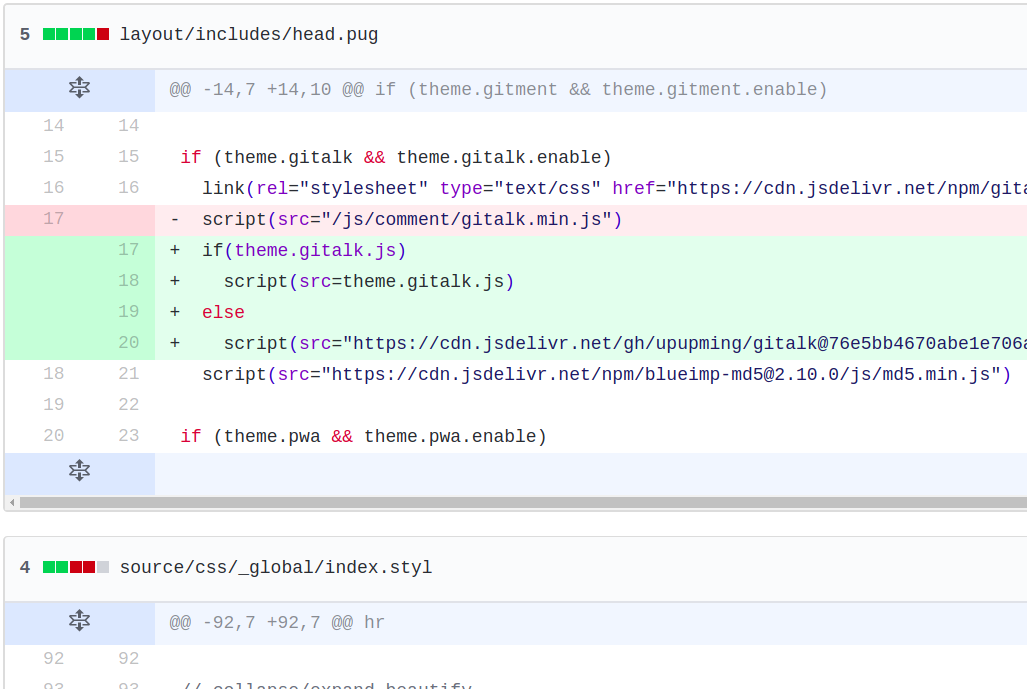 5 layout/includes/head.pug
@@ -14,7 +14,10 @@ if (theme.gitment && theme.gitment.enable)
14 14
15 15 if (theme.gitalk && theme.gitalk.enable)
16 16 link(rel="stylesheet" type="text/css" href="https://cdn.jsdelivr.net/npm/gita
17 - script(src="/js/comment/gitalk.min.js")
17 + if(theme.gitalk.js)
18 + script(src=theme.gitalk.js)
19 + else
20 + script(src="https://cdn.jsdelivr.net/gh/upupming/gitalk@76e5bb4670abe1e706a
18 21 script(src="https://cdn.jsdelivr.net/npm/blueimp-md5@2.10.0/js/md5.min.js")
19 22
20 23 if (theme.pwa && theme.pwa.enable)
4 source/css/_global/index.styl
@@ -92,7 +92,7 @@ hr
92 92
93 93 // collapse/expand beautify